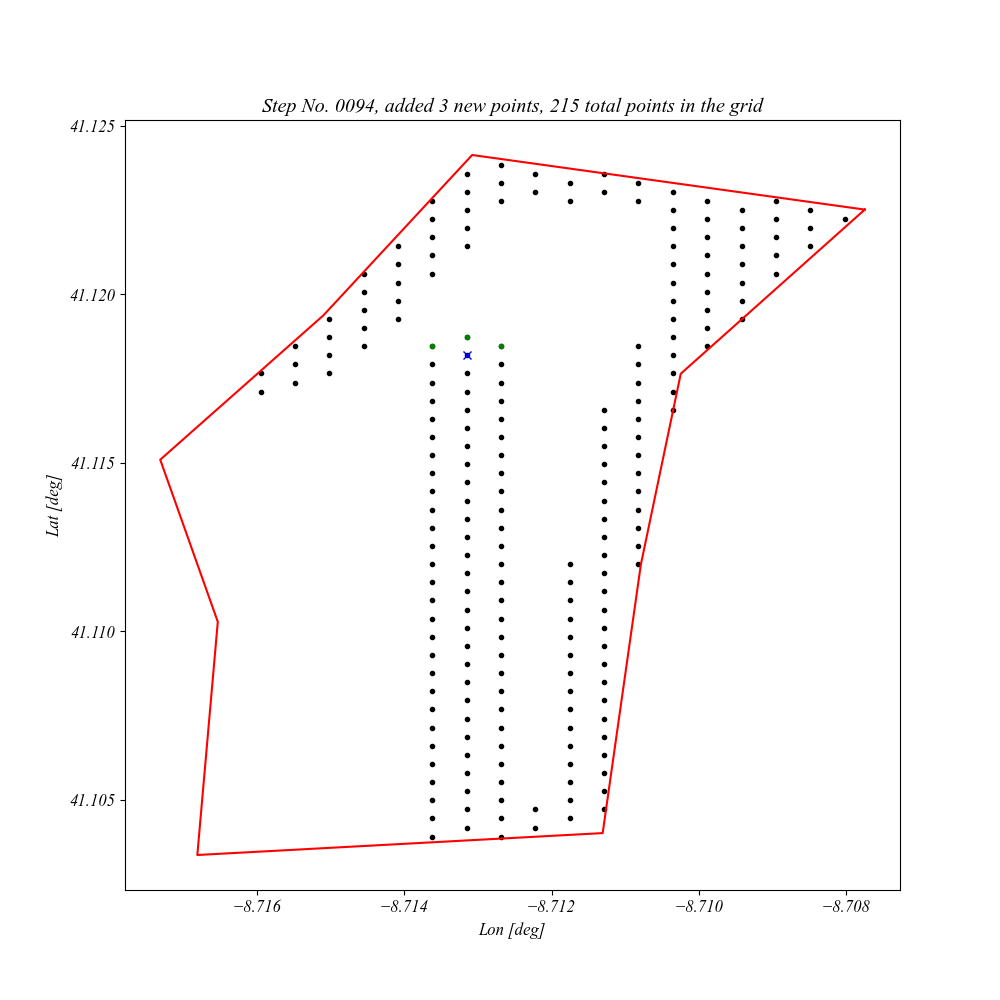 Step No. 0094, added 3 new points, 215 total points in the grid
41.125
41.120
41.115
41.110
41.105
Lat [deg]
−8.716 −8.714 −8.712 −8.710 −8.708
Lon [deg]